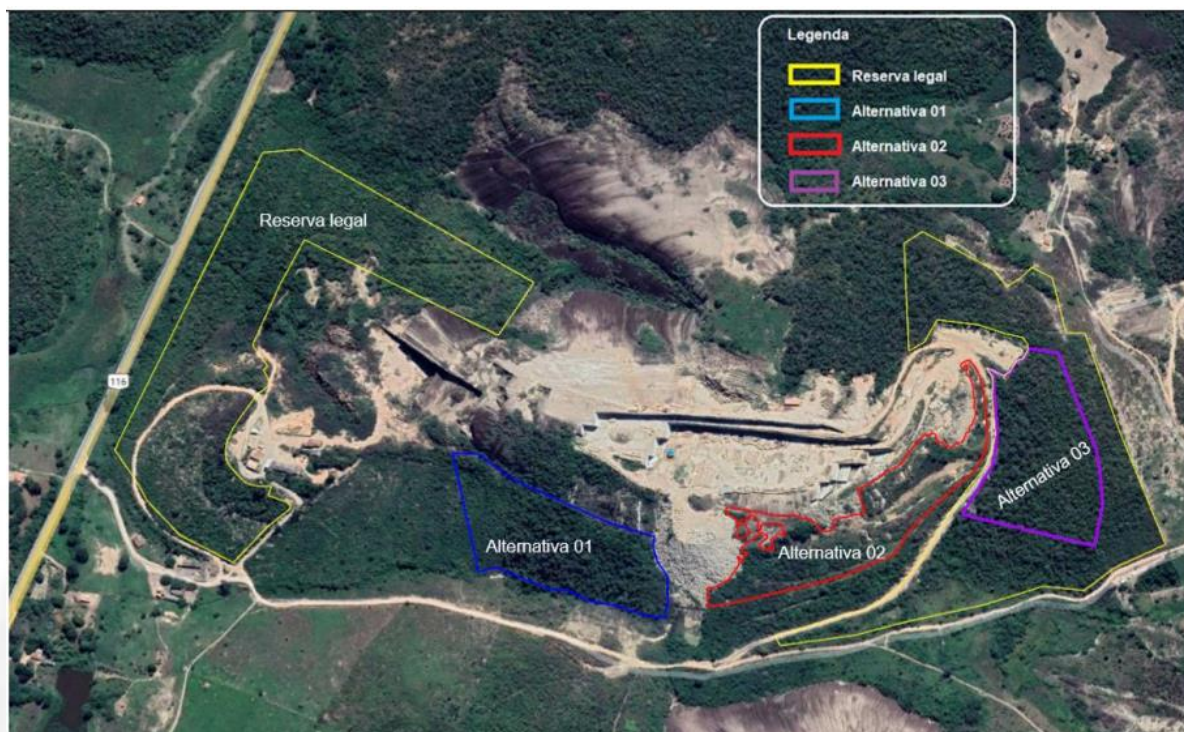 Legenda
Reserva legal
Alternativa 01
Alternativa 02
Alternativa 03
Reserva legal
116
Alternativa 03
Alternativa 01
Alternativa 02